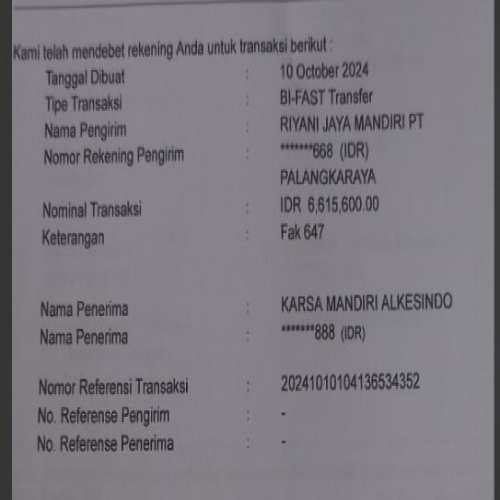 Kami telah mendebet rekening Anda untuk transaksi berikut :
Tanggal Dibuat : 10 October 2024
Tipe Transaksi : BI-FAST Transfer
Nama Pengirim : RIYANI JAYA MANDIRI PT
Nomor Rekening Pengirim : *******668 (IDR)
PALANGKARAYA
Nominal Transaksi : IDR 6,615,600.00
Keterangan : Fak 647
Nama Penerima : KARSA MANDIRI ALKESINDO
Nama Penerima : *******888 (IDR)
Nomor Referensi Transaksi : 20241010104136534352
No. Referense Pengirim : -
No. Referense Penerima : -